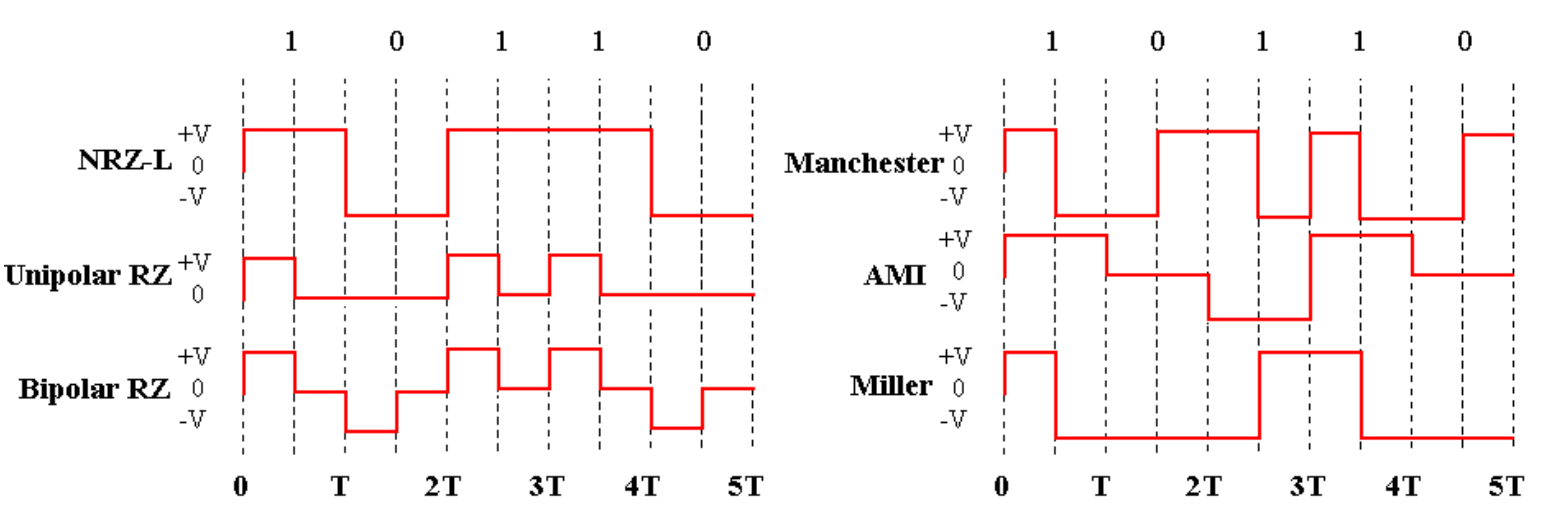 1 0 1 1 0
NRZ-L +V 0 -V
Unipolar RZ +V 0
Bipolar RZ +V 0 -V
0 T 2T 3T 4T 5T
1 0 1 1 0
Manchester +V 0 -V
AMI +V 0 -V
Miller +V 0 -V
0 T 2T 3T 4T 5T